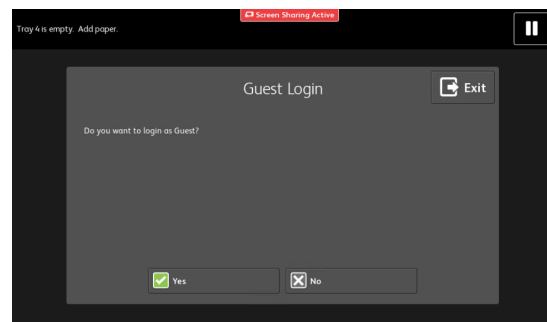 Screen Sharing Active
Tray 4 is empty. Add paper.
Guest Login
Exit
Do you want to login as Guest?
Yes
No